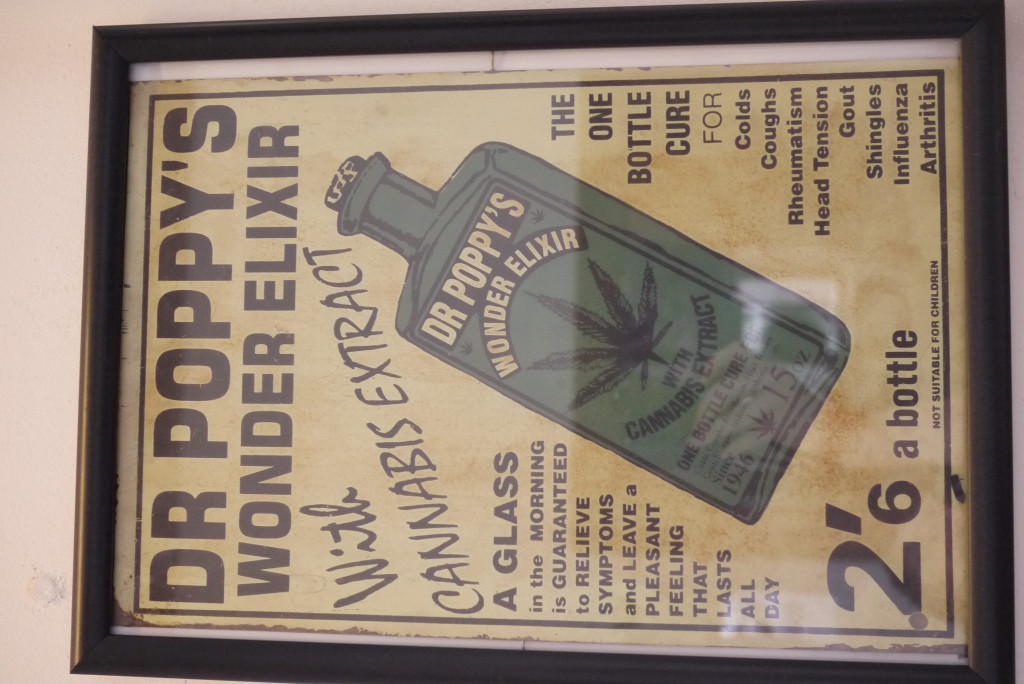 DR POPPY'S
WONDER ELIXIR
With
CANNABIS EXTRACT
A GLASS
in the MORNING
is GUARANTEED
to RELIEVE
SYMPTOMS
and LEAVE a
PLEASANT
FEELING
THAT
LASTS
ALL
DAY
DR POPPY'S
WONDER ELIXIR
WITH
CANNABIS EXTRACT
ONE BOTTLE CURE
Since
1946
15 OZ
THE
ONE
BOTTLE
CURE
FOR
Colds
Coughs
Rheumatism
Head Tension
Gout
Shingles
Influenza
Arthritis
2'6 a bottle
NOT SUITABLE FOR CHILDREN